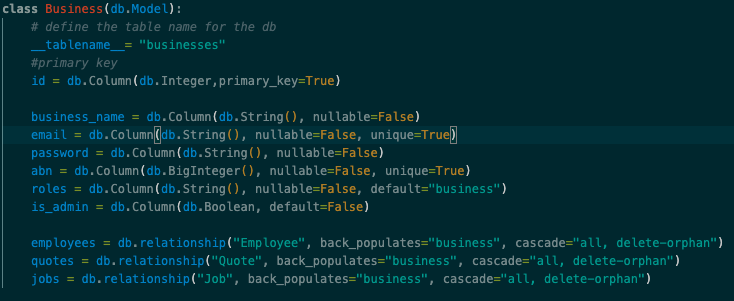 class Business(db.Model):
    # define the table name for the db
    __tablename__= "businesses"
    #primary key
    id = db.Column(db.Integer,primary_key=True)

    business_name = db.Column(db.String(), nullable=False)
    email = db.Column(db.String(), nullable=False, unique=True)
    password = db.Column(db.String(), nullable=False)
    abn = db.Column(db.BigInteger(), nullable=False, unique=True)
    roles = db.Column(db.String(), nullable=False, default="business")
    is_admin = db.Column(db.Boolean, default=False)

    employees = db.relationship("Employee", back_populates="business", cascade="all, delete-orphan")
    quotes = db.relationship("Quote", back_populates="business", cascade="all, delete-orphan")
    jobs = db.relationship("Job", back_populates="business", cascade="all, delete-orphan")